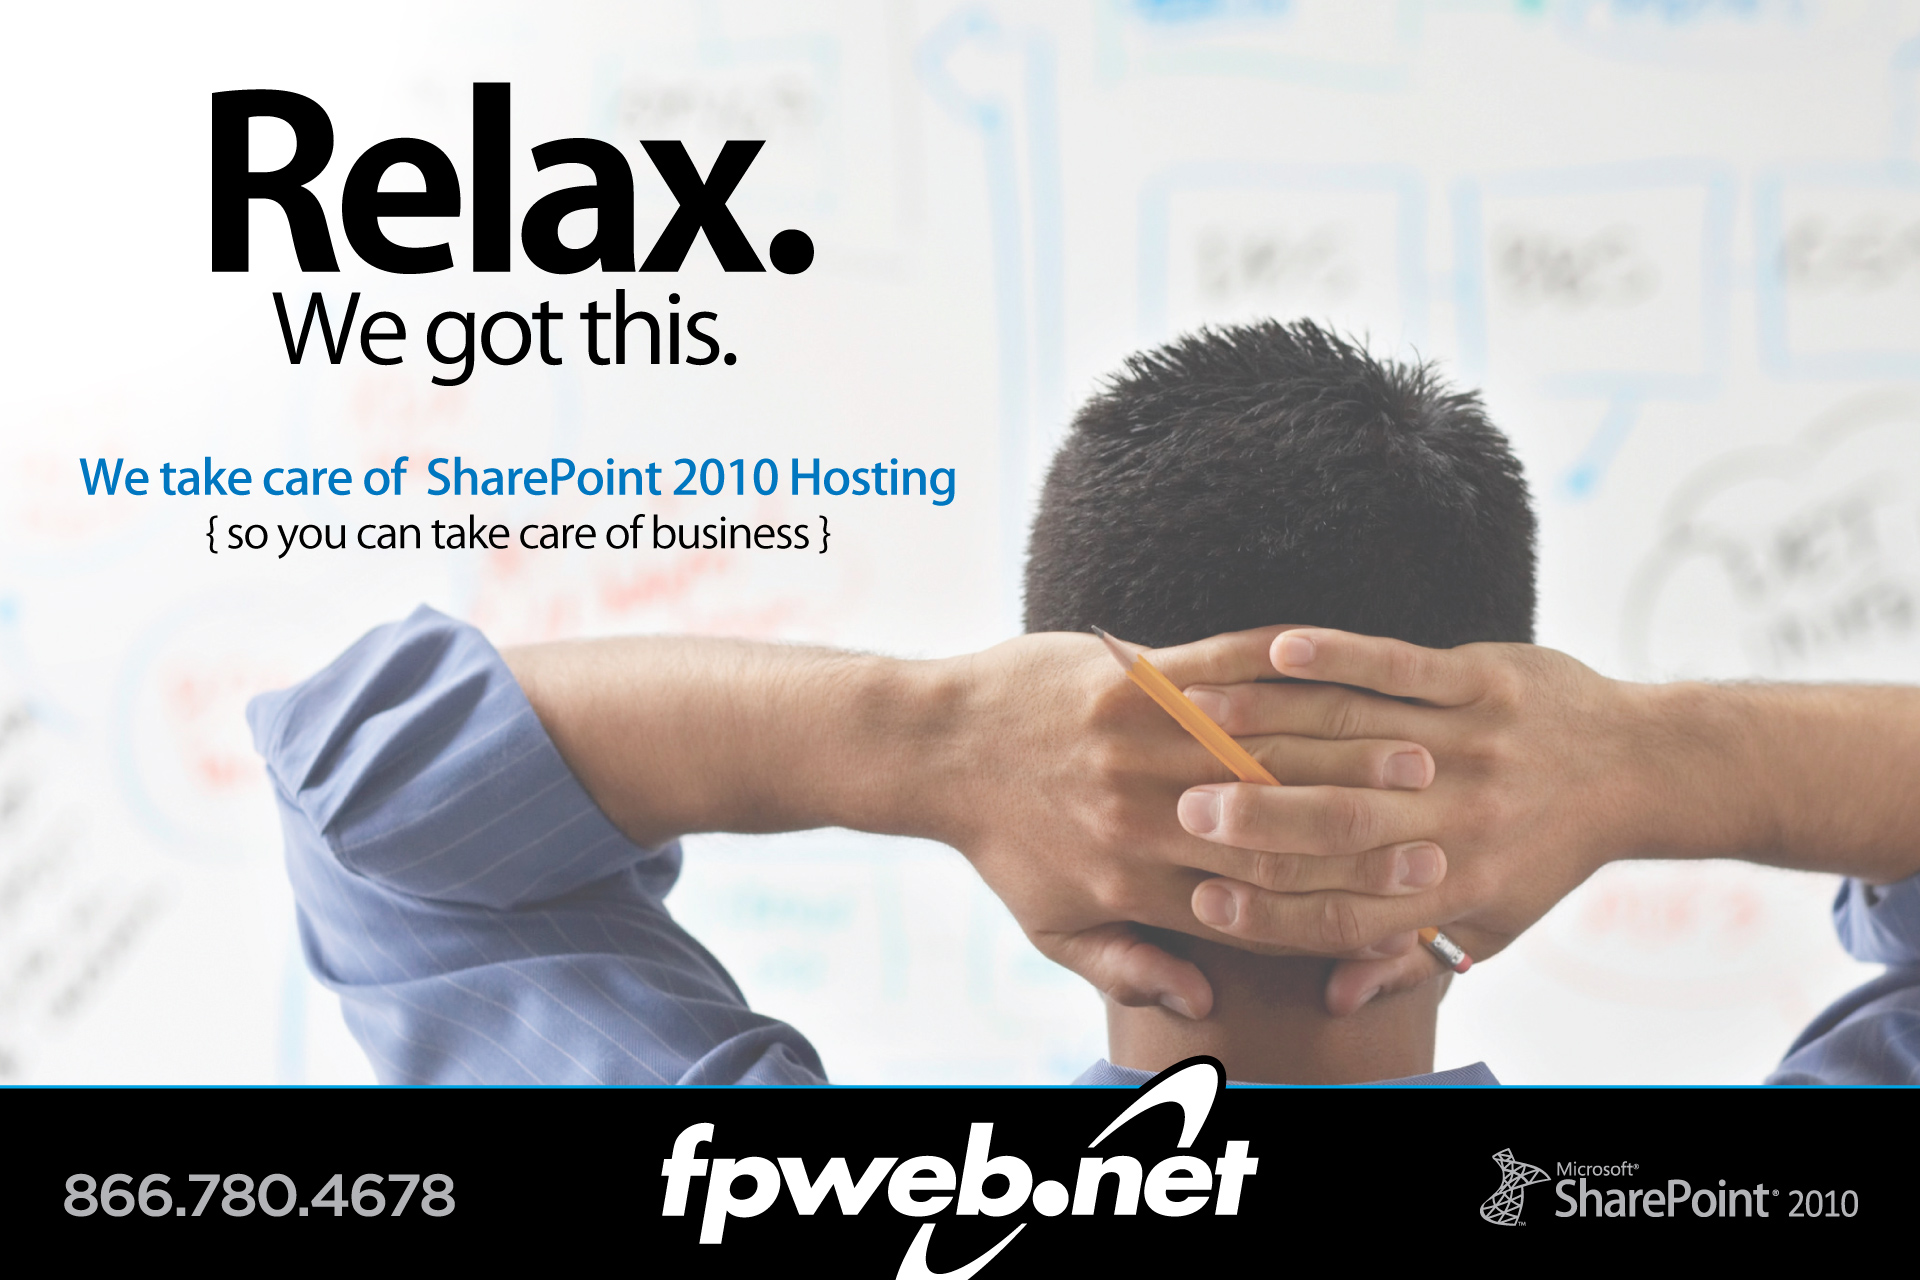 Relax.
We got this.
We take care of SharePoint 2010 Hosting
{ so you can take care of business }
866.780.4678
fpweb.net
Microsoft®
SharePoint® 2010